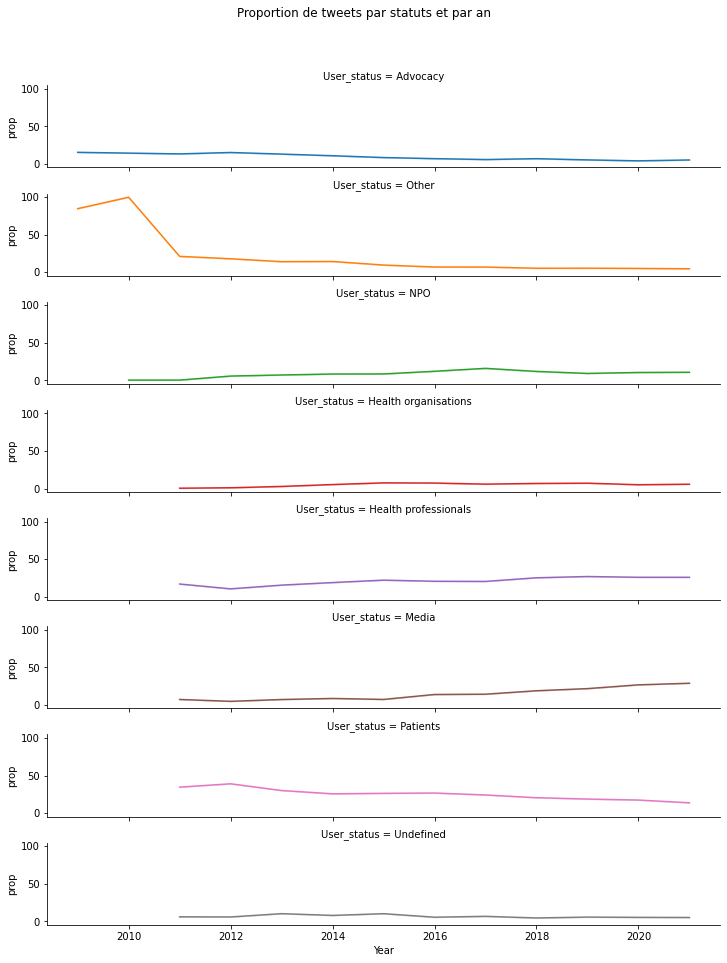 Proportion de tweets par statuts et par an
User_status = Advocacy
100
50
0
prop
User_status = Other
100
50
0
prop
User_status = NPO
100
50
0
prop
User_status = Health organisations
100
50
0
prop
User_status = Health professionals
100
50
0
prop
User_status = Media
100
50
0
prop
User_status = Patients
100
50
0
prop
User_status = Undefined
100
50
0
prop
2010 2012 2014 2016 2018 2020
Year